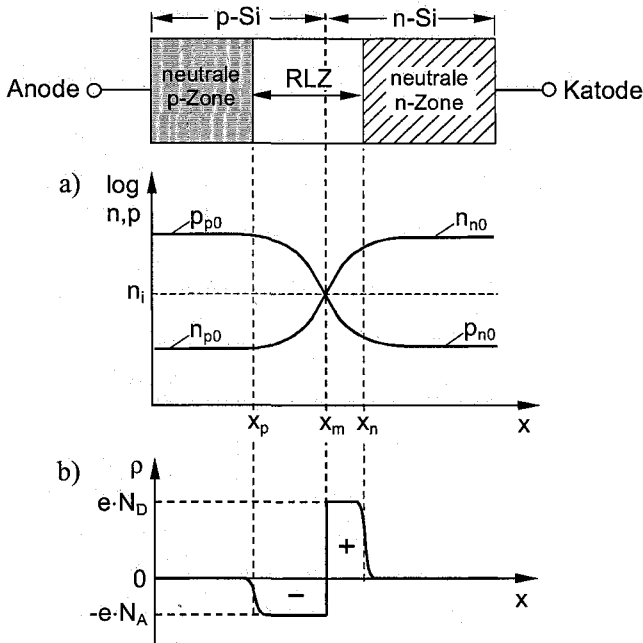 p-Si n-Si
Anode neutrale p-Zone RLZ neutrale n-Zone Katode
a) log n,p
p_p0 n_n0
n_i
n_p0 p_n0
x_p x_m x_n x
b) ρ
e·N_D
+
0
−
x
-e·N_A